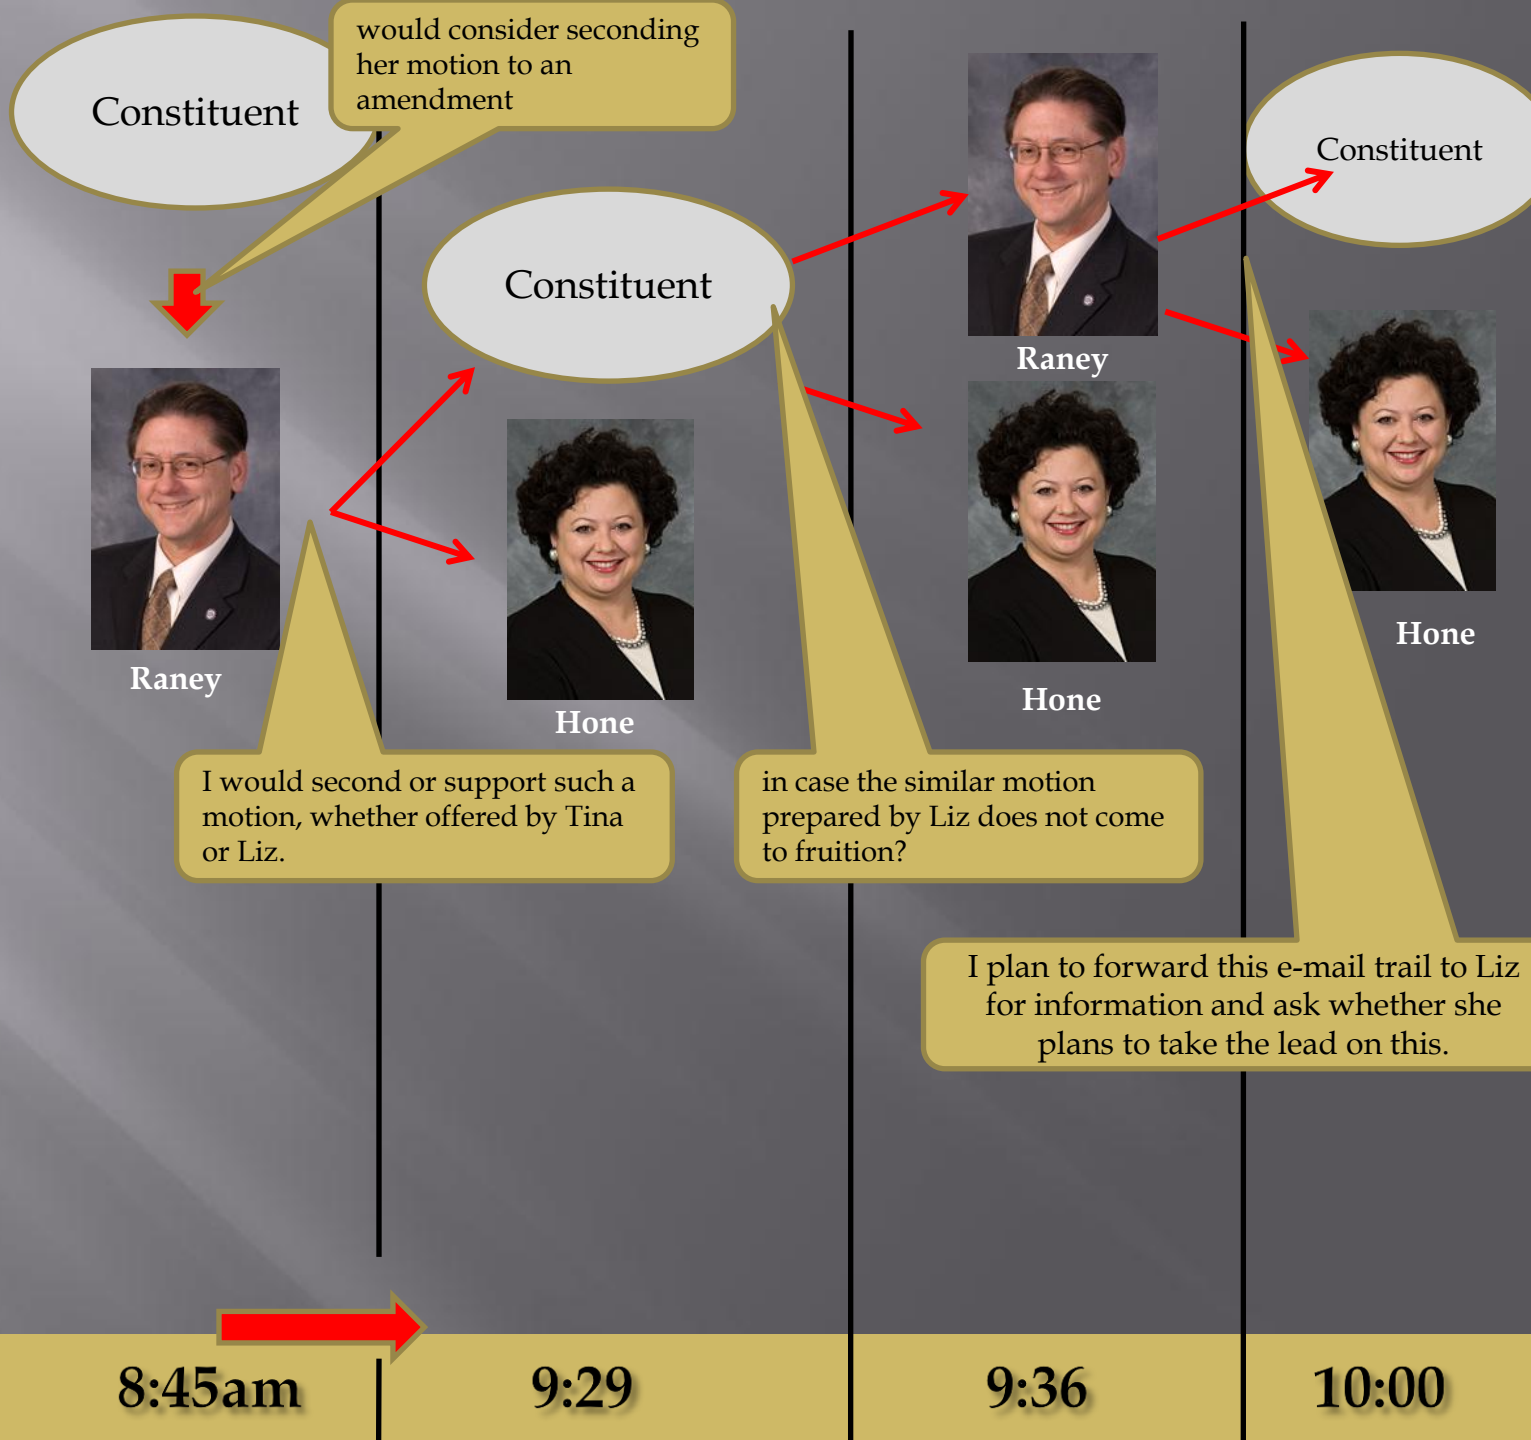 would consider seconding
her motion to an
amendment
Constituent
Raney
I would second or support such a
motion, whether offered by Tina
or Liz.
Constituent
Hone
in case the similar motion
prepared by Liz does not come
to fruition?
Raney
Hone
Constituent
Hone
I plan to forward this e-mail trail to Liz
for information and ask whether she
plans to take the lead on this.
8:45am
9:29
9:36
10:00